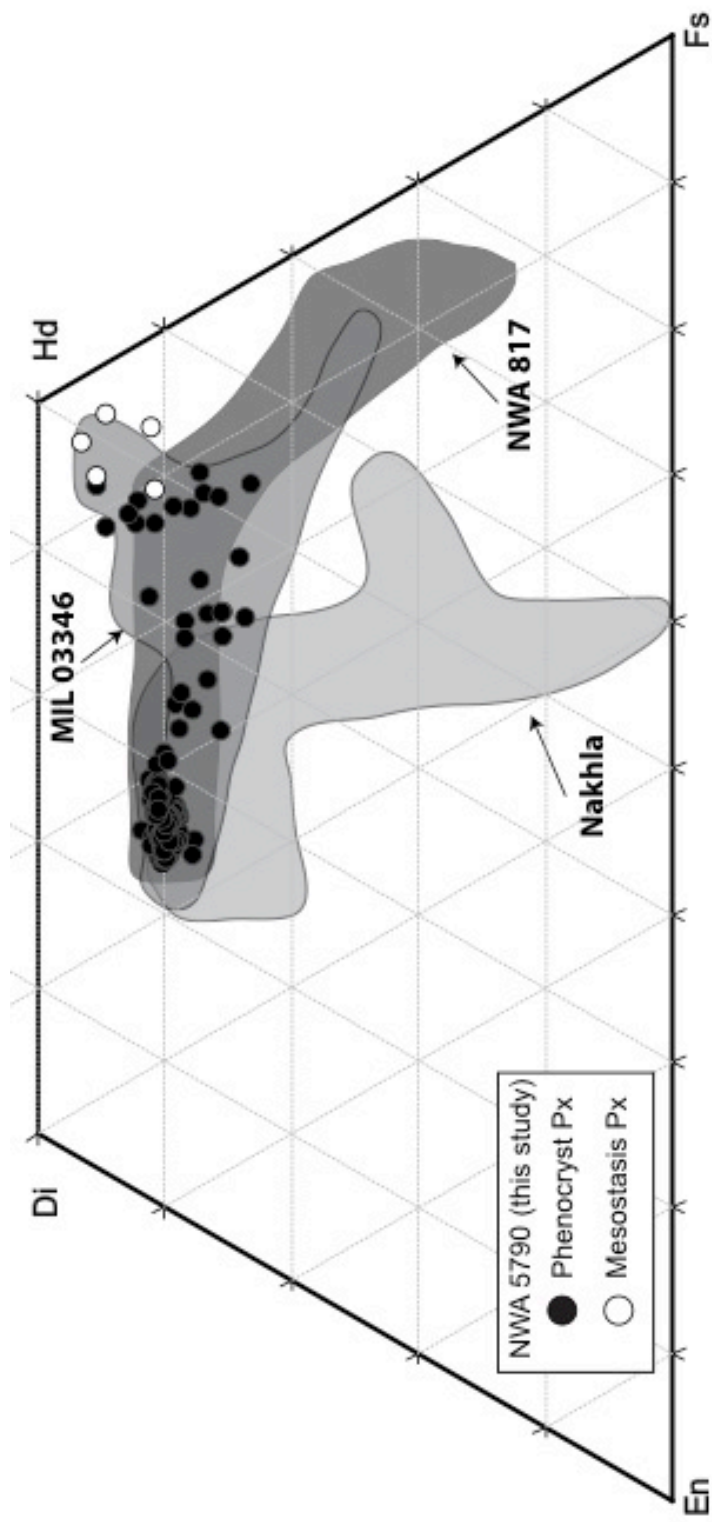 Di
Hd
MIL 03346
NWA 817
Nakhla
NWA 5790 (this study)
Phenocryst Px
Mesostasis Px
En
Fs